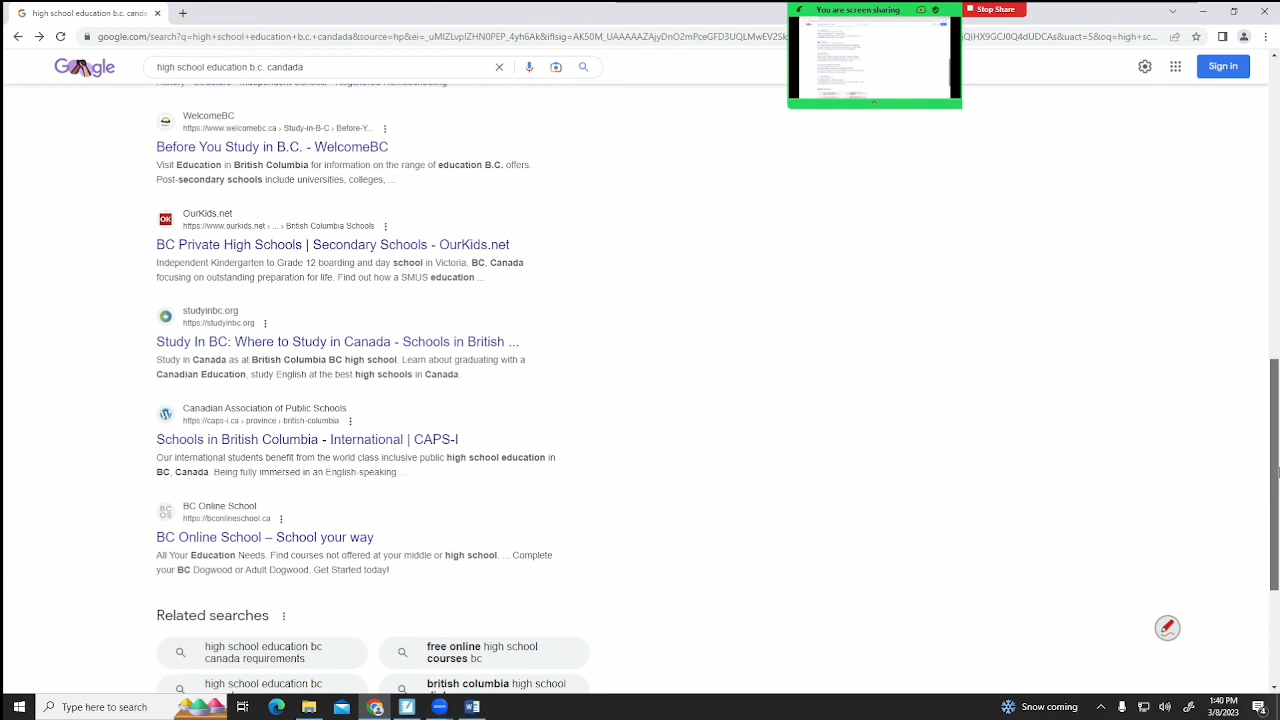 You are screen sharing
Stop Share
Sign in
WelcomeBC
https://www.welcomebc.ca › Study-in-B-C › Before-Y...
Before You Study in B.C. - WelcomeBC
Visit Education in British Columbia for information on the range of education B.C. offers.
Post-secondary schools include universities, colleges, ...
OK
OurKids.net
https://www.ourkids.net › ... › By Province › British Columbia
BC Private High Schools | Secondary Schools - OurKids.net
Independent Kindergarten to Grade 12 boarding and day school in Victoria, BC, Canada
focusing on outstanding preparation for life. Find out how a SMUS education ...
studyinbc.org
https://studyinbc.org
Study In BC: Where to Study in Canada - Schools in British ...
Study in Canada as at British Columbia BC high school. Learn about graduating with a
Canadian Education, study English at the best high schools in Canada.
Canadian Association of Public Schools
https://caps-i.ca › province › british-columbia
Schools in British Columbia - International | CAPS-I
Our international students benefit from the world class inclusive public high school education in
BC, Canada. Being fully immersed in an English-speaking ...
BC Online School
https://bconlineschool.ca
BC Online School – School your way
All Your Education Needs. Find courses not offered at your middle or high school. ... Complete
your BC Dogwood or Adult Dogwood. Get Started today!
Related searches
high school education bc
canada requirements
free online high school
courses bc
high school education bc
british columbia high school
Type here to search
Snow coming
3:40 PM